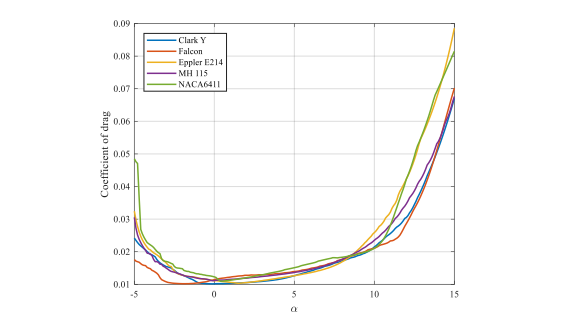 0.09
0.08
0.07
0.06
0.05
0.04
0.03
0.02
0.01
Coefficient of drag
Clark Y
Falcon
Eppler E214
MH 115
NACA6411
-5 0 5 10 15
α